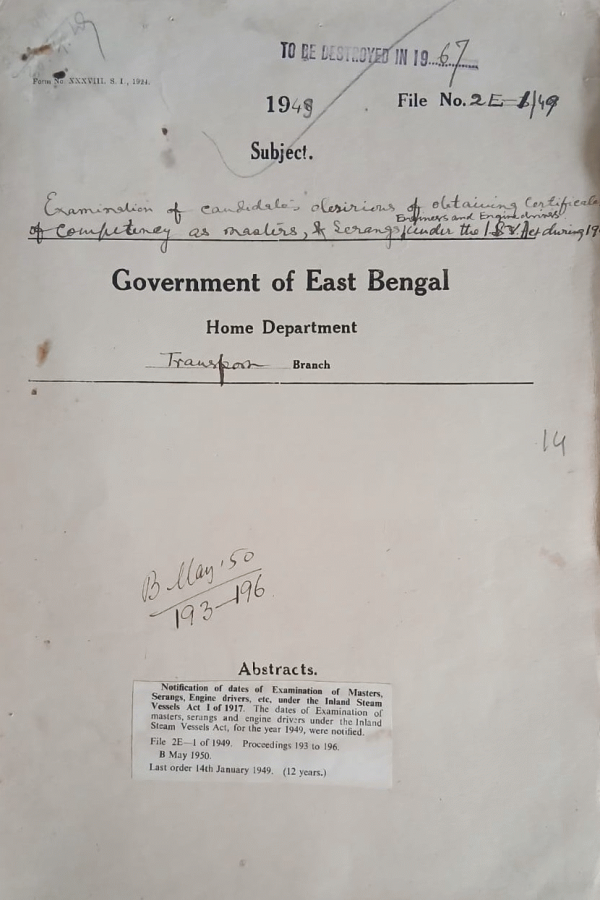 TO BE DESTROYED IN 1967
Form No. XXXVIII. S. I., 1924.
1949
File No. 2E-1/49
Subject.
Examination of candidates desirious of obtaining Certificate
Engineers and Engine drivers
of competency as masters, & Serangs, under the I.S.V. Act during 19
Government of East Bengal
Home Department
Transport Branch
14
B May '50
193-196
Abstracts.
Notification of dates of Examination of Masters,
Serangs, Engine drivers, etc, under the Inland Steam
Vessels Act I of 1917. The dates of Examination of
masters, serangs and engine drivers under the Inland
Steam Vessels Act, for the year 1949, were notified.
File 2E—1 of 1949. Proceedings 193 to 196.
B May 1950.
Last order 14th January 1949. (12 years.)